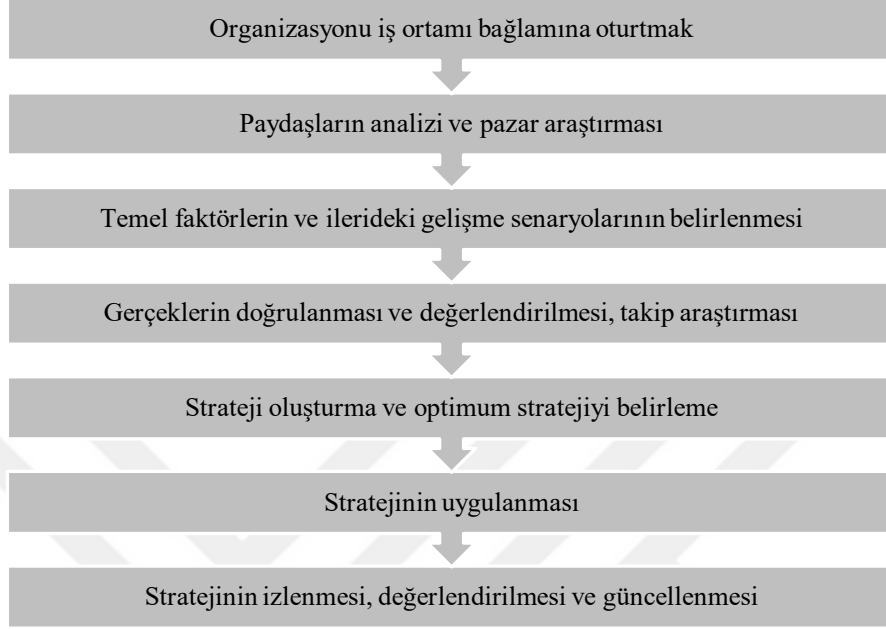 Organizasyonu iş ortamı bağlamına oturtmak
Paydaşların analizi ve pazar araştırması
Temel faktörlerin ve ilerideki gelişme senaryolarının belirlenmesi
Gerçeklerin doğrulanması ve değerlendirilmesi, takip araştırması
Strateji oluşturma ve optimum stratejiyi belirleme
Stratejinin uygulanması
Stratejinin izlenmesi, değerlendirilmesi ve güncellenmesi